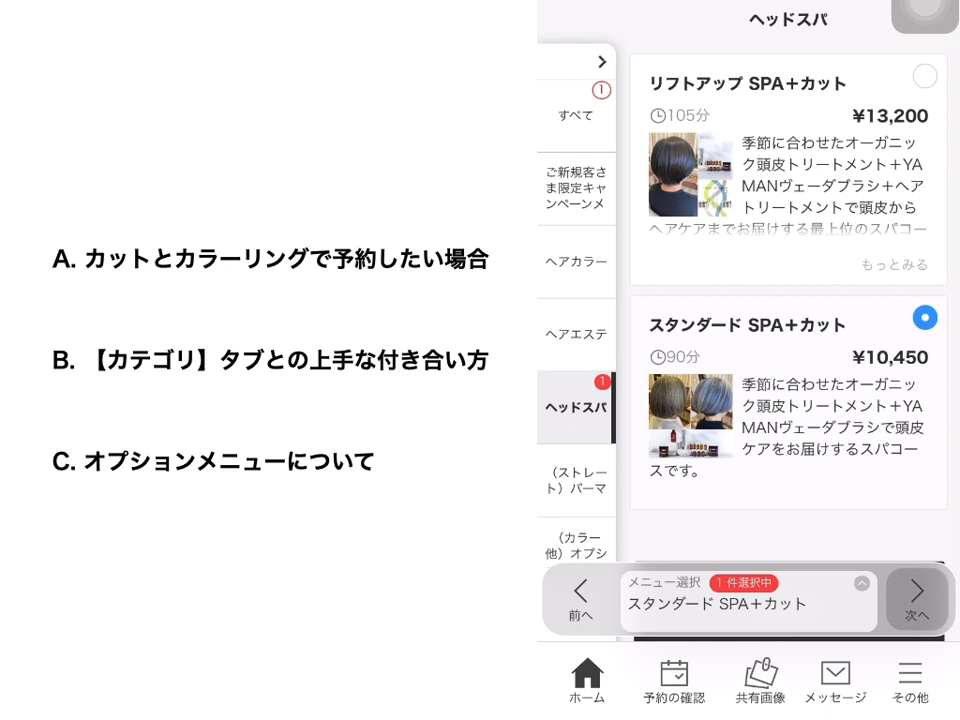 A. カットとカラーリングで予約したい場合
B. 【カテゴリ】タブとの上手な付き合い方
C. オプションメニューについて
ヘッドスパ
1
すべて
ご新規客さ
ま限定キャ
ンペーンメ
ヘアカラー
ヘアエステ
1
ヘッドスパ
（ストレー
ト）パーマ
（カラー
他）オプシ
リフトアップ SPA＋カット
105分
¥13,200
季節に合わせたオーガニッ
ク頭皮トリートメント＋YA
MANヴェーダブラシ＋ヘア
トリートメントで頭皮から
ヘアケアまでお届けする最上位のスパコー
もっとみる
スタンダード SPA＋カット
90分
¥10,450
季節に合わせたオーガニッ
ク頭皮トリートメント＋YA
MANヴェーダブラシで頭皮
ケアをお届けするスパコー
スです。
前へ
メニュー選択 1 件選択中
スタンダード SPA＋カット
次へ
ホーム
予約の確認
共有画像
メッセージ
その他